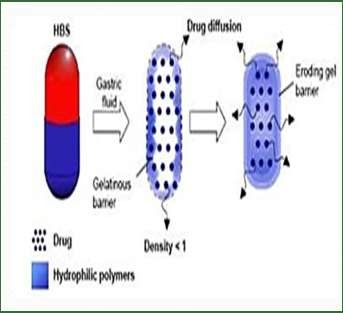 HBS
Drug diffusion
Gastric
fluid
Eroding gel
barrier
Gelatinous
barrier
Density < 1
Drug
Hydrophilic polymers